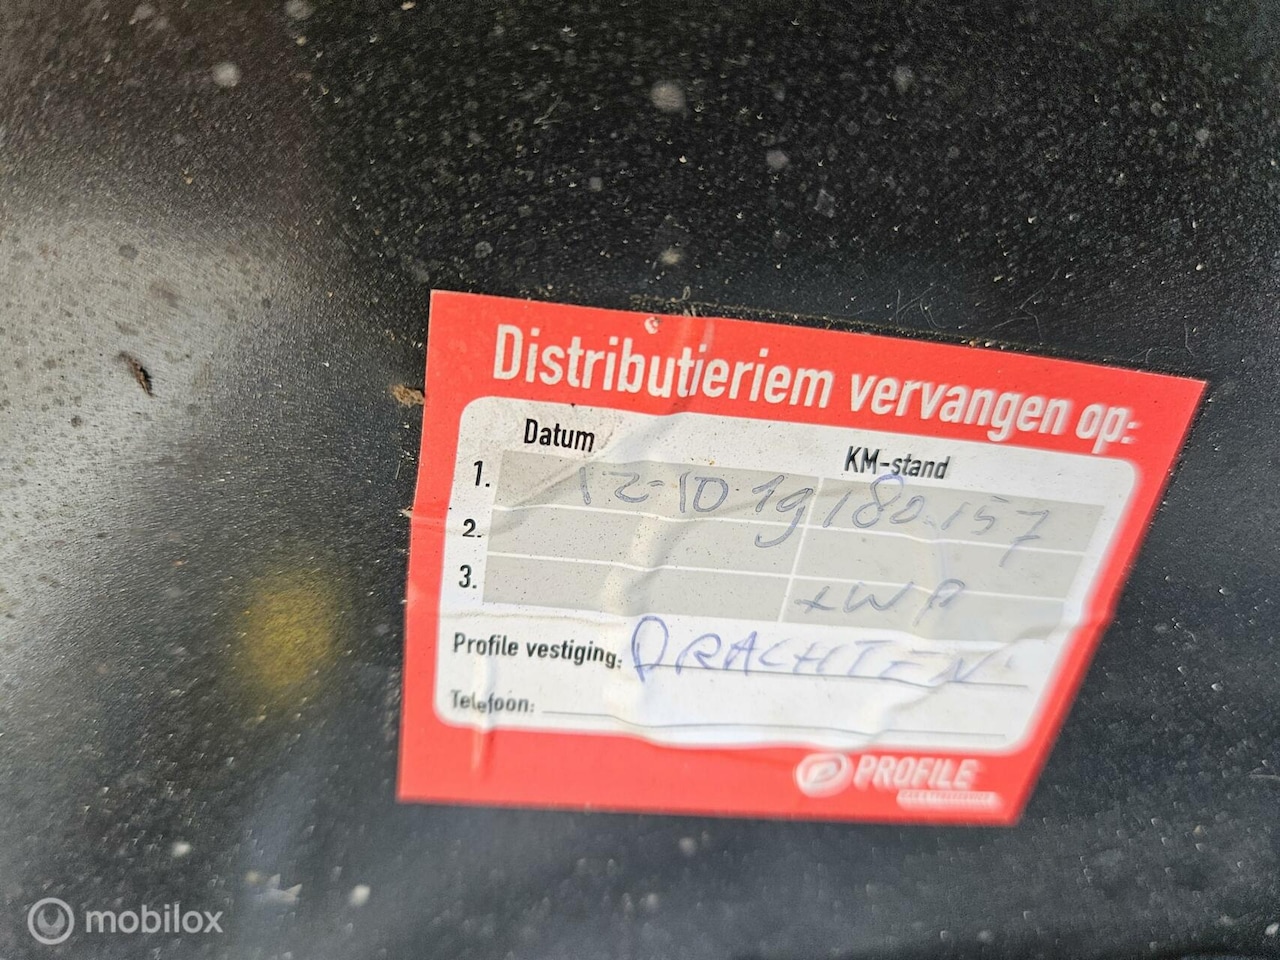 Distributieriem vervangen op:
Datum KM-stand
1. 12-10-19 180.157
2.
3. + WP
Profile vestiging: DRACHTEN
Telefoon:
PROFILE
mobilox